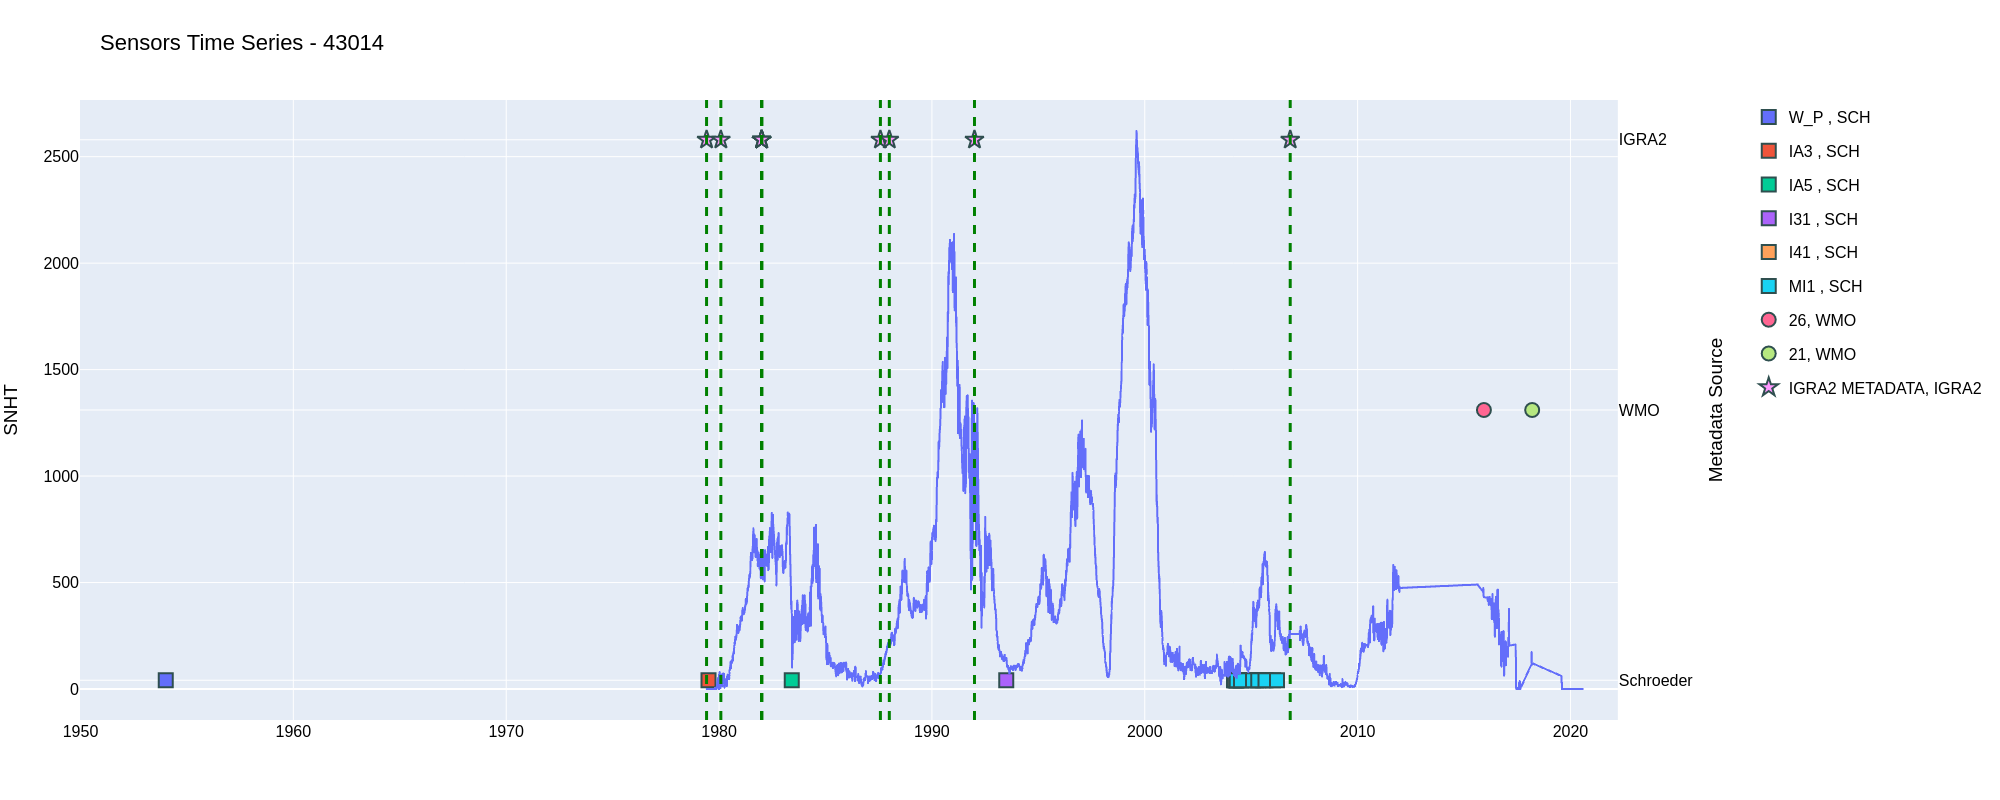 Sensors Time Series - 43014
SNHT
2500
2000
1500
1000
500
0
1950
1960
1970
1980
1990
2000
2010
2020
IGRA2
WMO
Schroeder
Metadata Source
W_P , SCH
IA3 , SCH
IA5 , SCH
I31 , SCH
I41 , SCH
MI1 , SCH
26, WMO
21, WMO
IGRA2 METADATA, IGRA2